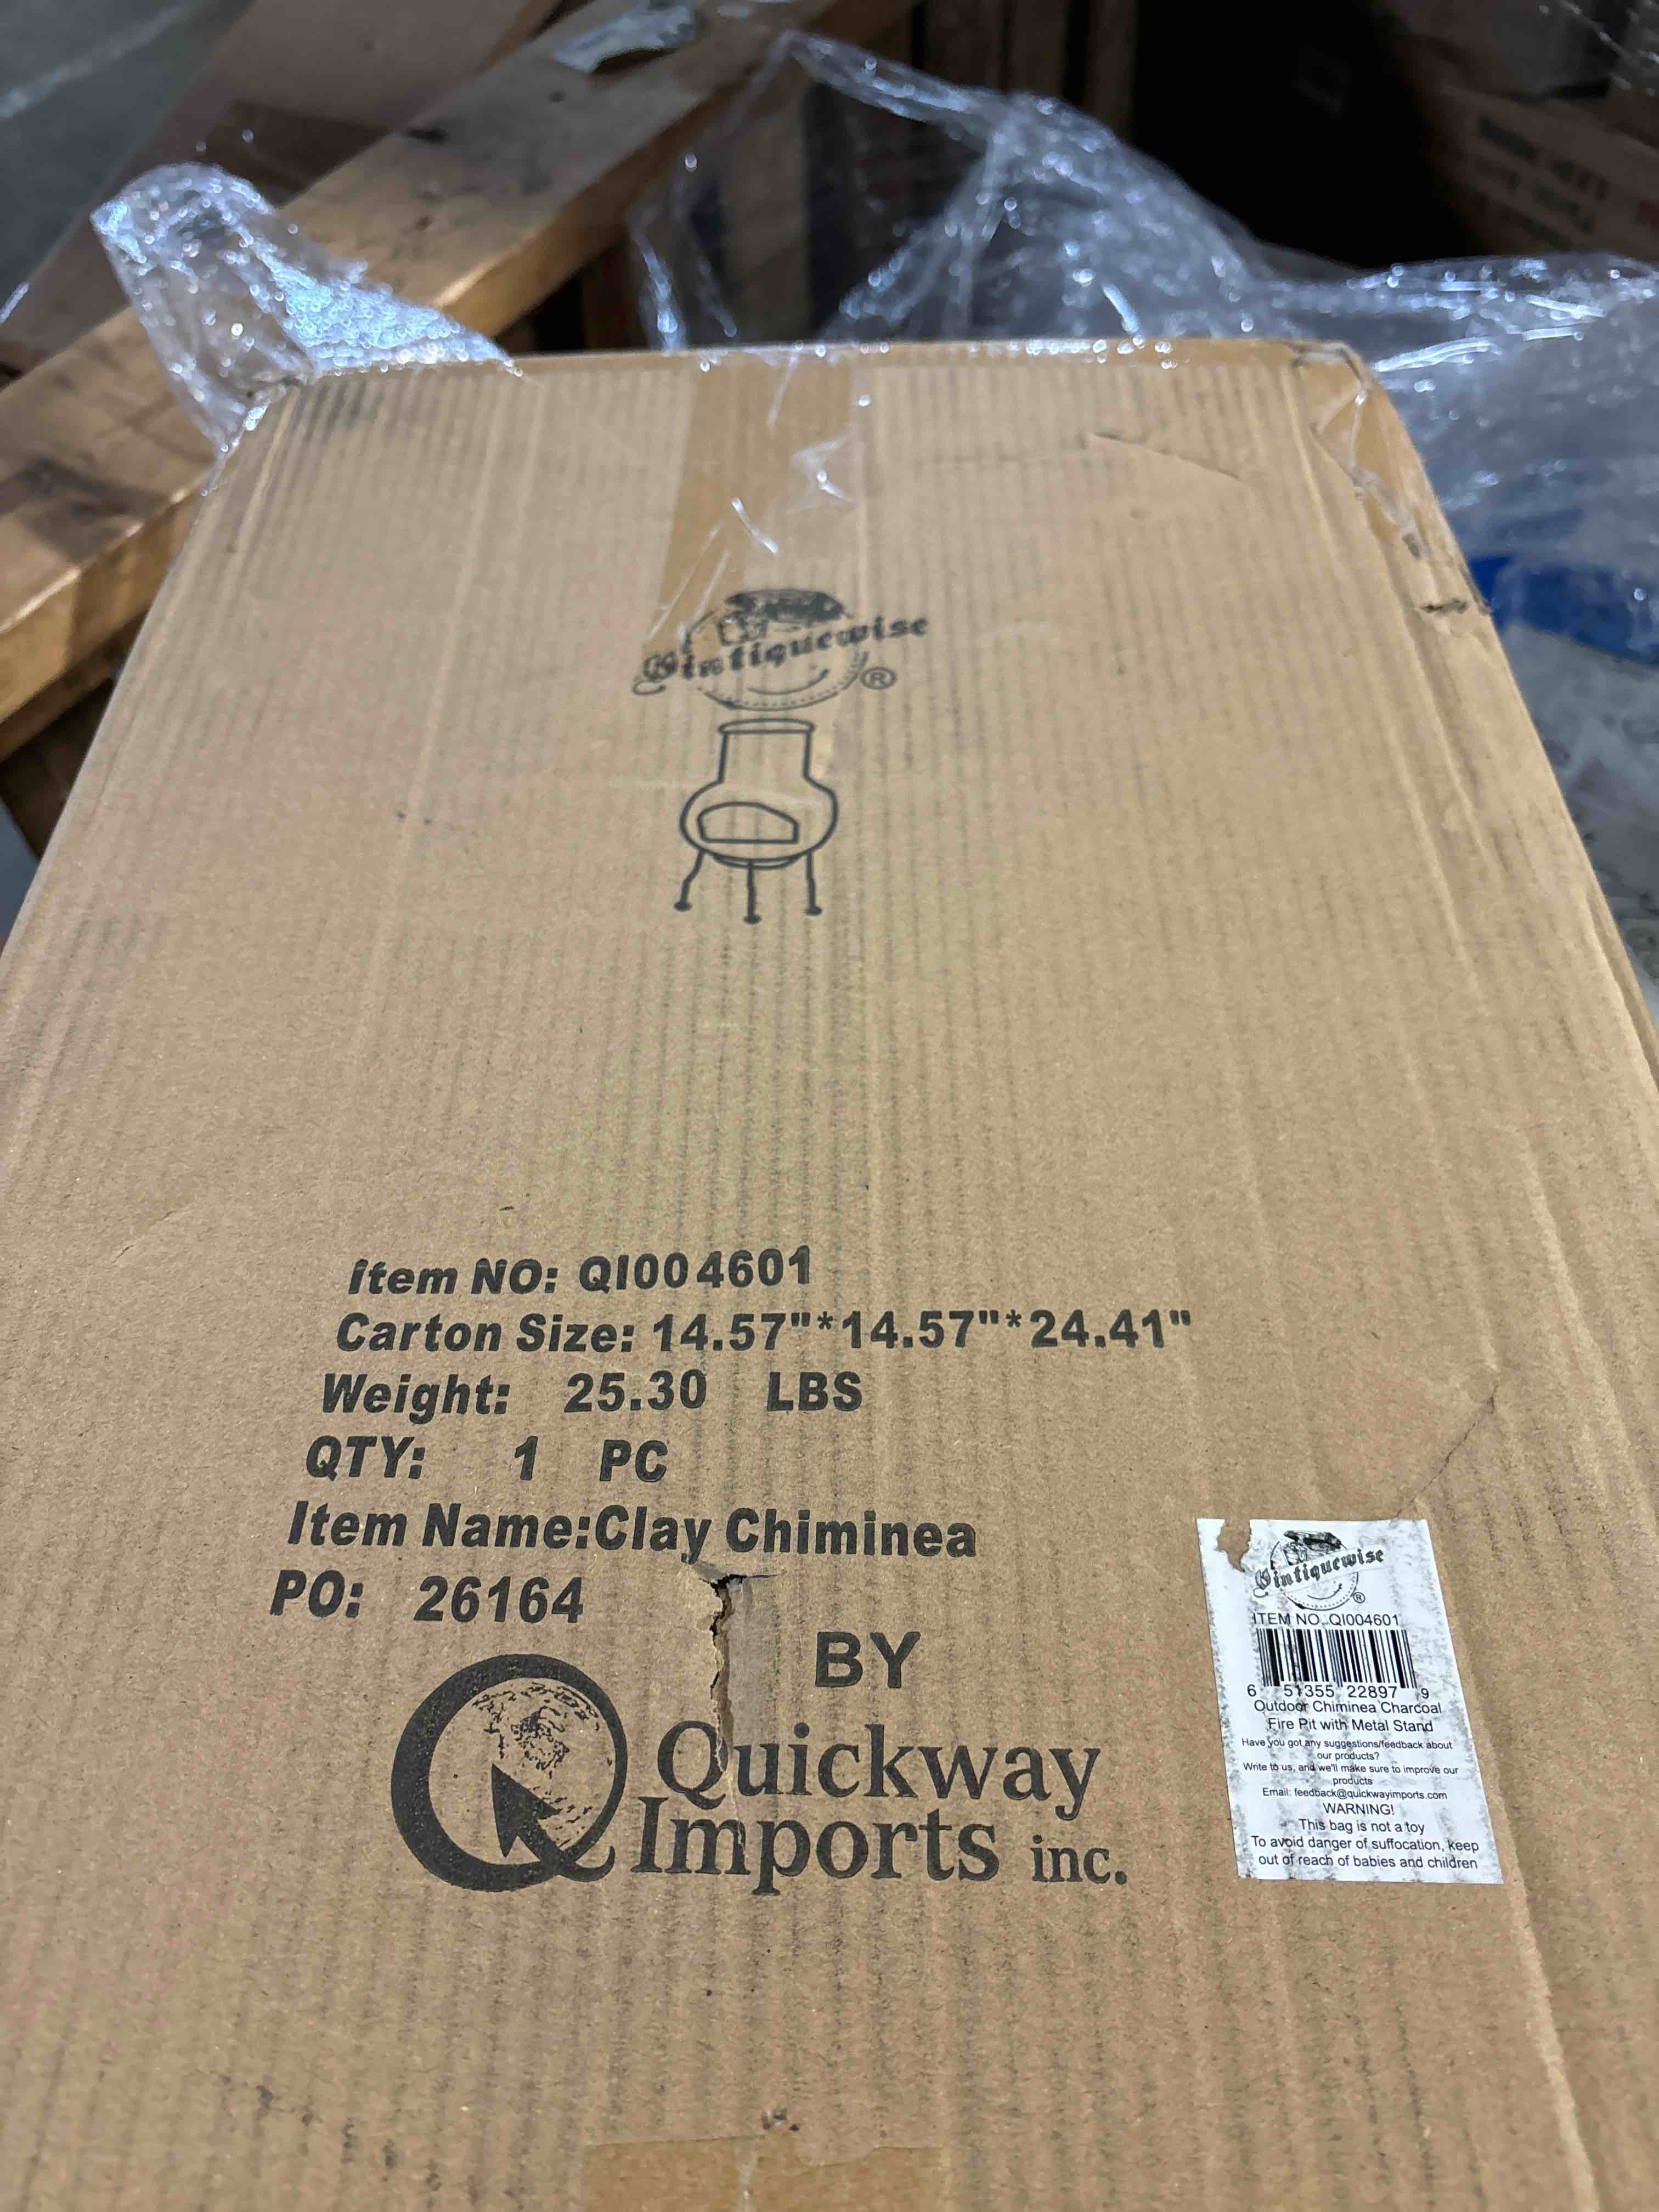 Vintiquewise
®
Item NO: QI004601
Carton Size: 14.57"*14.57"*24.41"
Weight: 25.30 LBS
QTY: 1 PC
Item Name:Clay Chiminea
PO: 26164
BY
Quickway
Imports inc.
Vintiquewise
®
ITEM NO.:QI004601
6 51355 22897 9
Outdoor Chiminea Charcoal
Fire Pit with Metal Stand
Have you got any suggestions/feedback about
our products?
Write to us, and we'll make sure to improve our
products
Email: feedback@quickwayimports.com
WARNING!
This bag is not a toy
To avoid danger of suffocation, keep
out of reach of babies and children